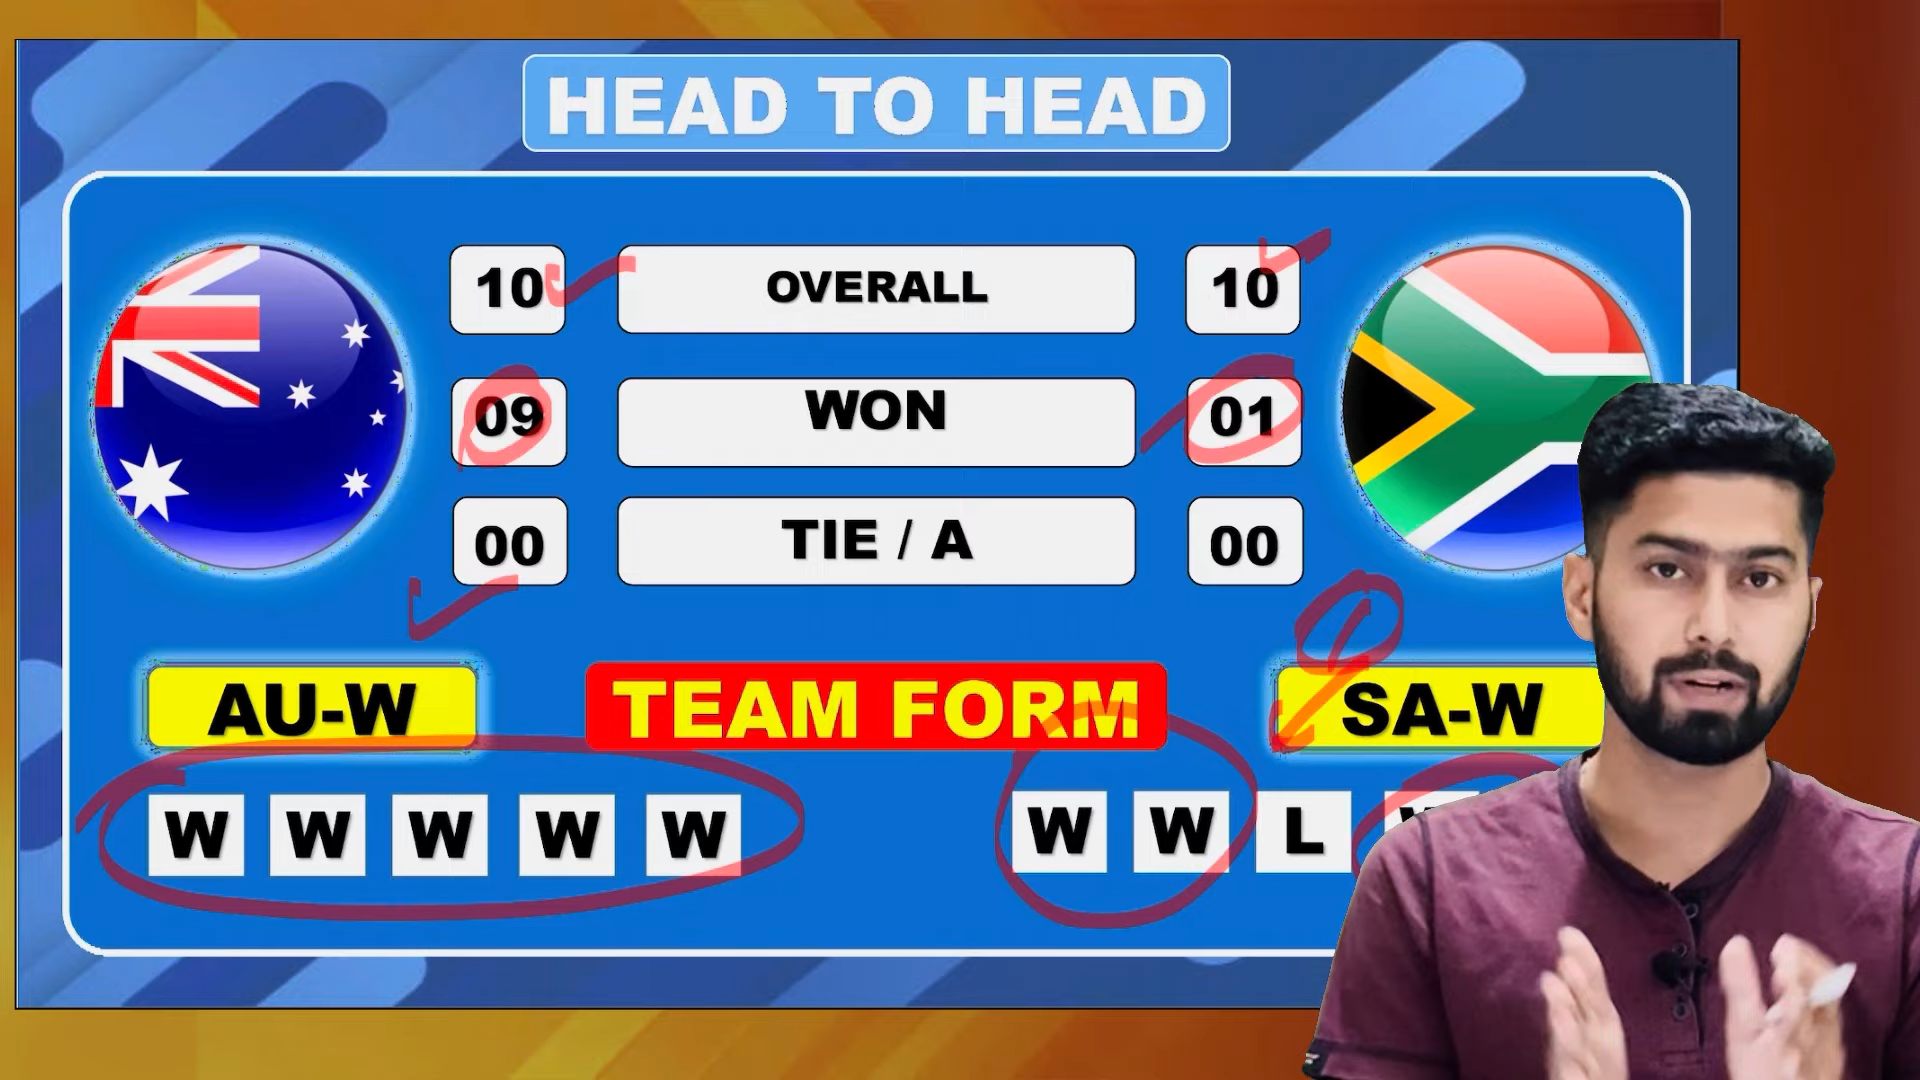 HEAD TO HEAD
10 OVERALL 10
09 WON 01
00 TIE / A 00
AU-W TEAM FORM SA-W
W W W W W W W L